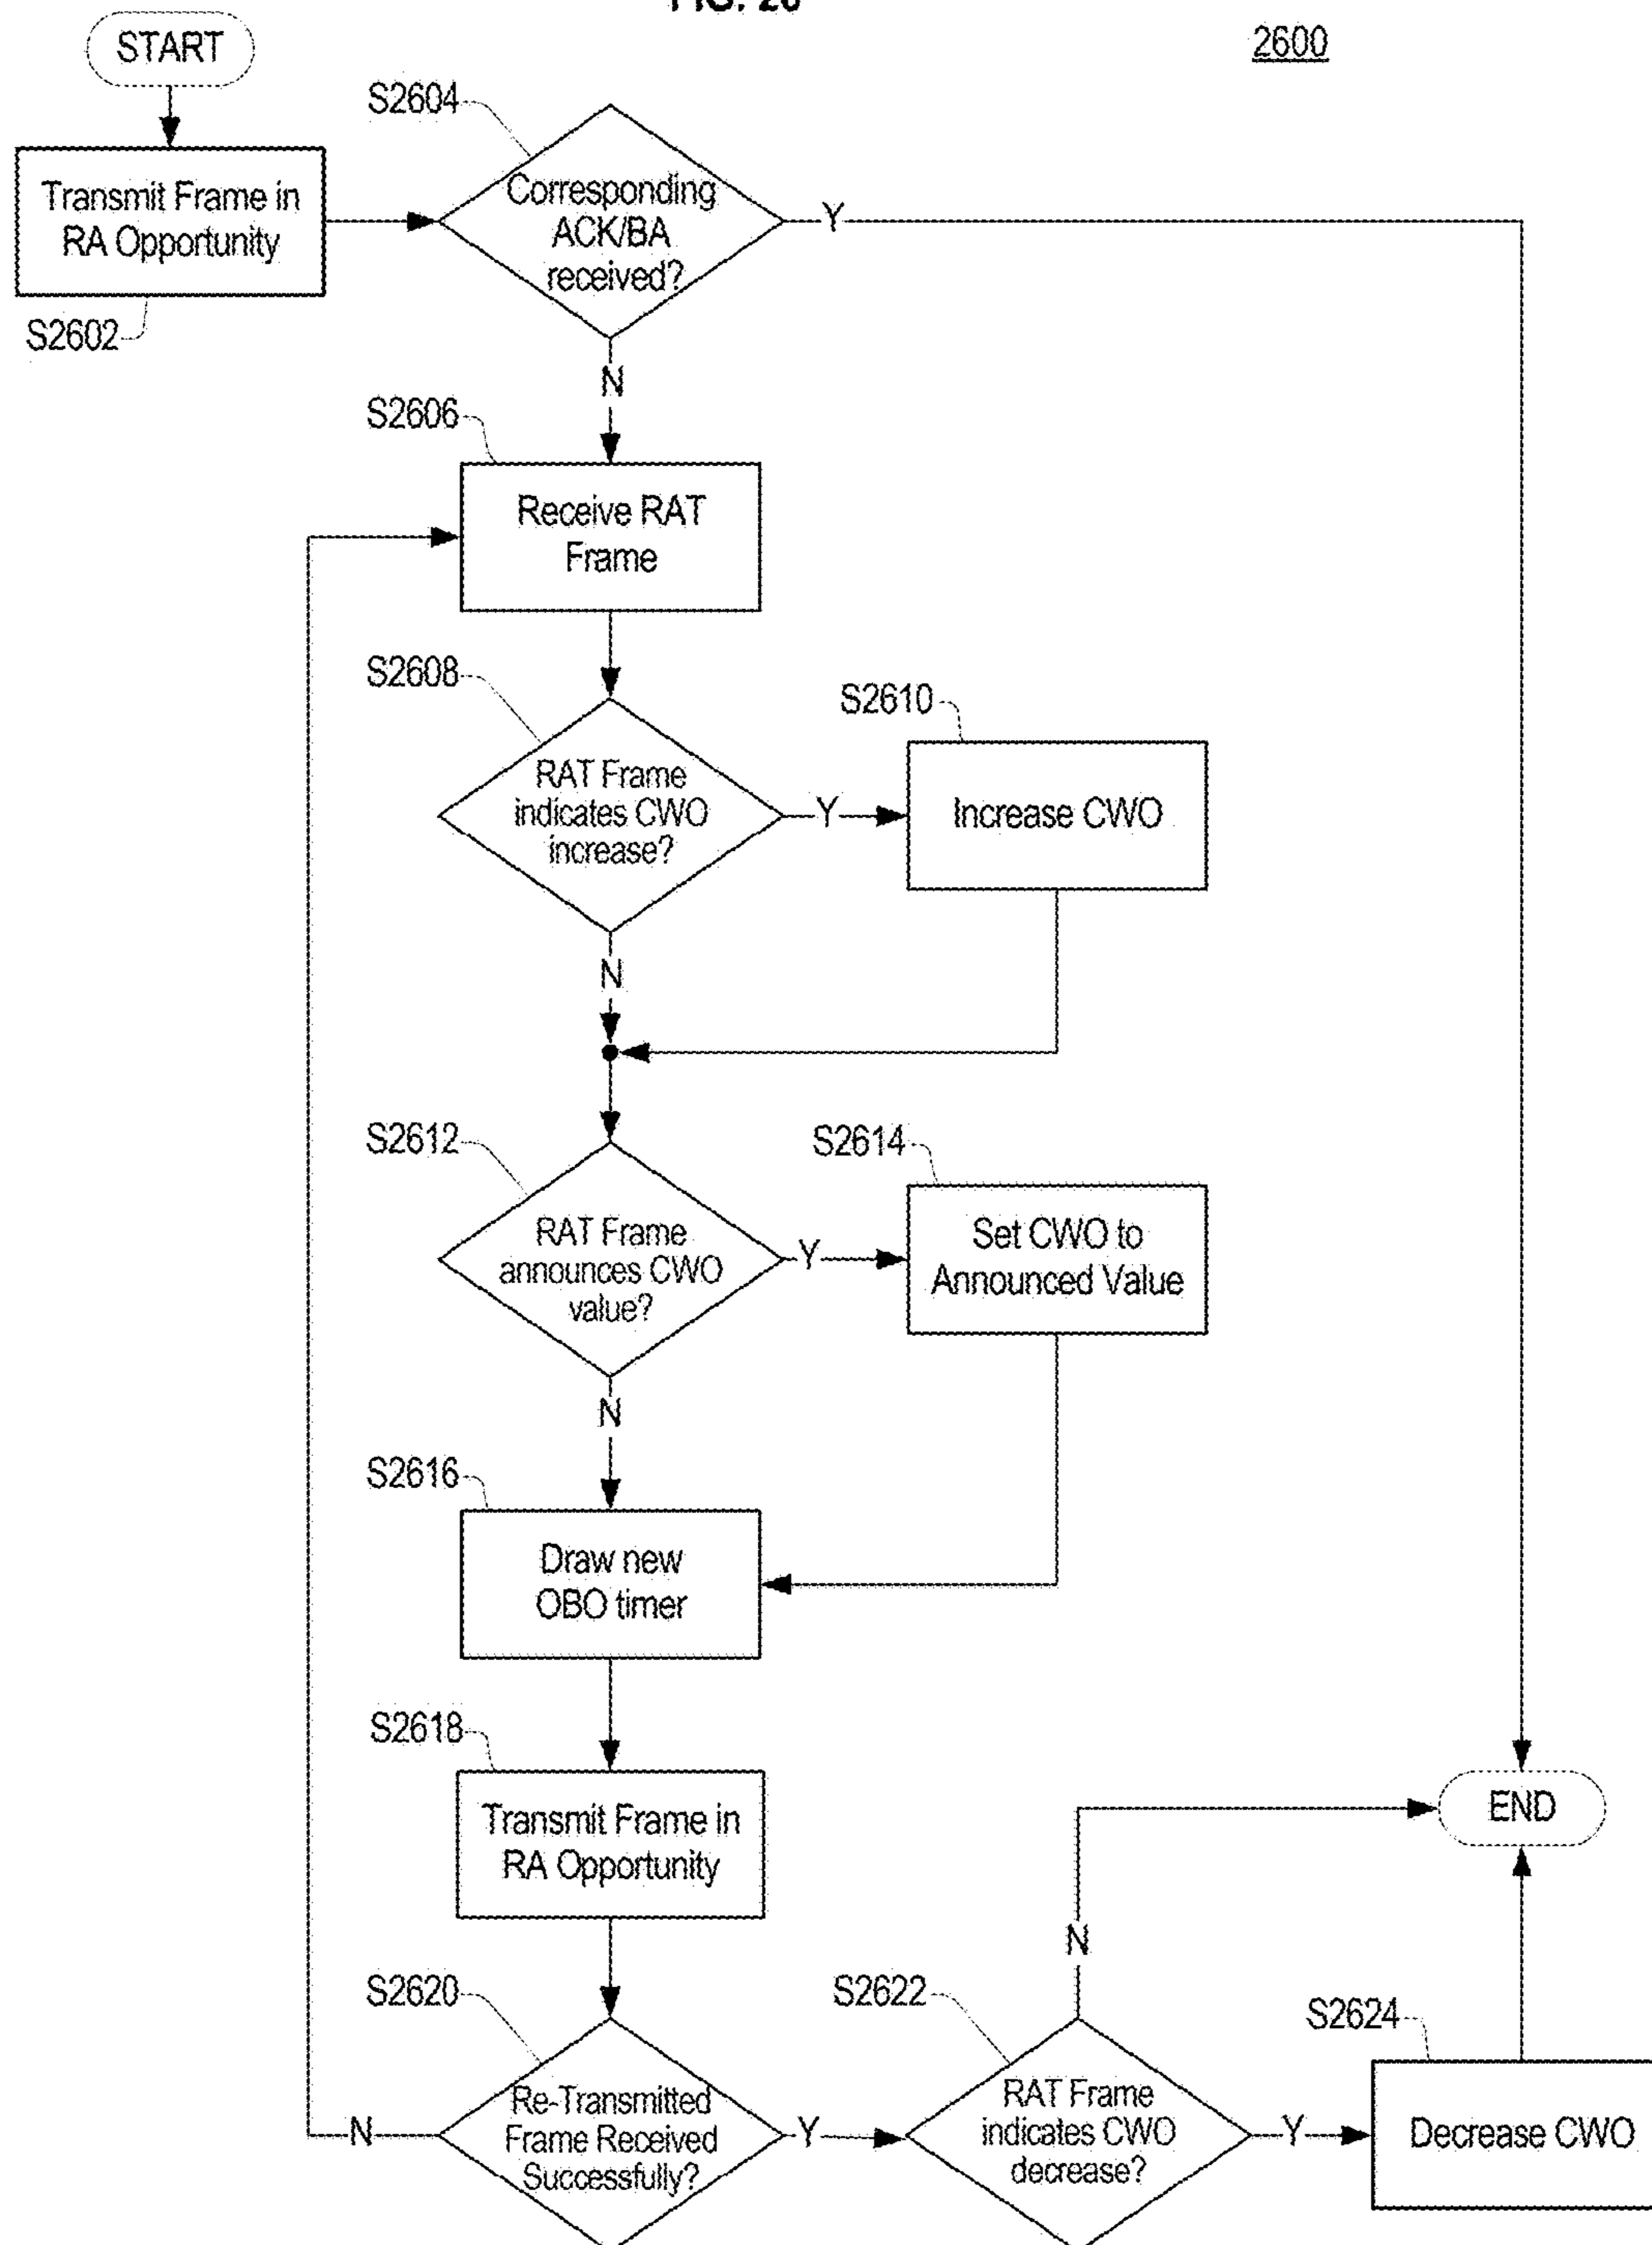 2600
START
S2604
Transmit Frame in
RA Opportunity
S2602
Corresponding
ACK/BA
received?
Y
N
S2606
Receive RAT
Frame
S2608
RAT Frame
indicates CWO
increase?
Y
S2610
Increase CWO
N
S2612
RAT Frame
announces CWO
value?
Y
S2614
Set CWO to
Announced Value
N
S2616
Draw new
OBO timer
S2618
Transmit Frame in
RA Opportunity
END
S2620
Re-Transmitted
Frame Received
Successfully?
N
Y
S2622
RAT Frame
indicates CWO
decrease?
N
Y
S2624
Decrease CWO